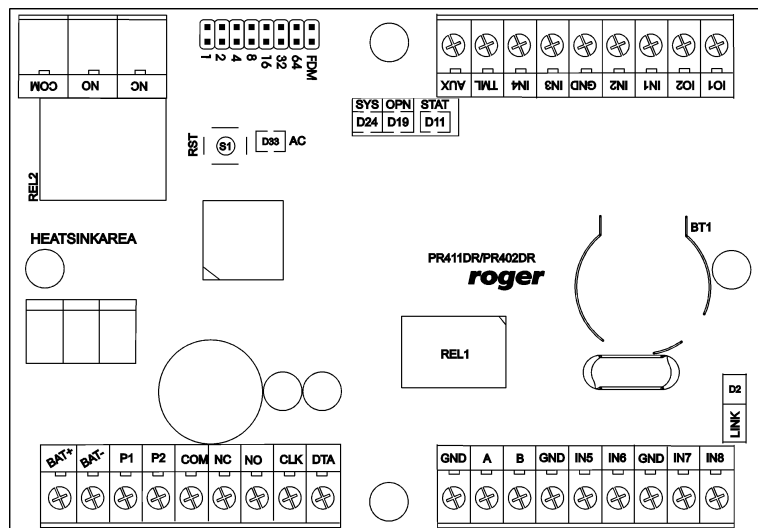 1 2 4 8 16 32 64 FDM
COM NO NC
AUX TML IN4 IN3 GND IN2 IN1 IO2 IO1
SYS OPN STAT
D24 D19 D11
RST S1 D33 AC
REL2
HEATSINKAREA
BT1
PR411DR/PR402DR
roger
REL1
D2
LINK
BAT+ BAT- P1 P2 COM NC NO CLK DTA
GND A B GND IN5 IN6 GND IN7 IN8